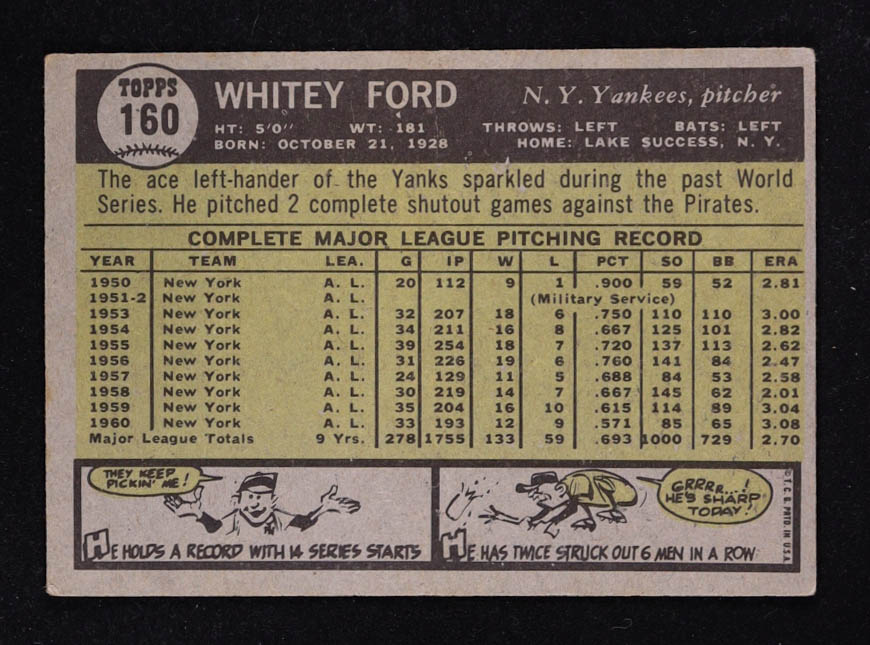 TOPPS
160
WHITEY FORD N. Y. Yankees, pitcher
HT: 5'0" WT: 181 THROWS: LEFT BATS: LEFT
BORN: OCTOBER 21, 1928 HOME: LAKE SUCCESS, N. Y.
The ace left-hander of the Yanks sparkled during the past World
Series. He pitched 2 complete shutout games against the Pirates.
COMPLETE MAJOR LEAGUE PITCHING RECORD
YEAR TEAM LEA. G IP W L PCT SO BB ERA
1950 New York A. L. 20 112 9 1 .900 59 52 2.81
1951-2 New York A. L. (Military Service)
1953 New York A. L. 32 207 18 6 .750 110 110 3.00
1954 New York A. L. 34 211 16 8 .667 125 101 2.82
1955 New York A. L. 39 254 18 7 .720 137 113 2.62
1956 New York A. L. 31 226 19 6 .760 141 84 2.47
1957 New York A. L. 24 129 11 5 .688 84 53 2.58
1958 New York A. L. 30 219 14 7 .667 145 62 2.01
1959 New York A. L. 35 204 16 10 .615 114 89 3.04
1960 New York A. L. 33 193 12 9 .571 85 65 3.08
Major League Totals 9 Yrs. 278 1755 133 59 .693 1000 729 2.70
THEY KEEP
PICKIN' ME!
HE HOLDS A RECORD WITH 14 SERIES STARTS
GRRRR...!
HE'S SHARP
TODAY!
HE HAS TWICE STRUCK OUT 6 MEN IN A ROW
© T.C.G. PRTD. IN U.S.A.